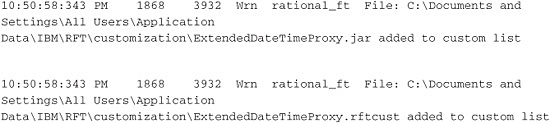 10:50:58:343 PM 1868 3932 Wrn rational_ft File: C:\Documents and
Settings\All Users\Application
Data\IBM\RFT\customization\ExtendedDateTimeProxy.jar added to custom list
10:50:58:343 PM 1868 3932 Wrn rational_ft File: C:\Documents and
Settings\All Users\Application
Data\IBM\RFT\customization\ExtendedDateTimeProxy.rftcust added to custom list